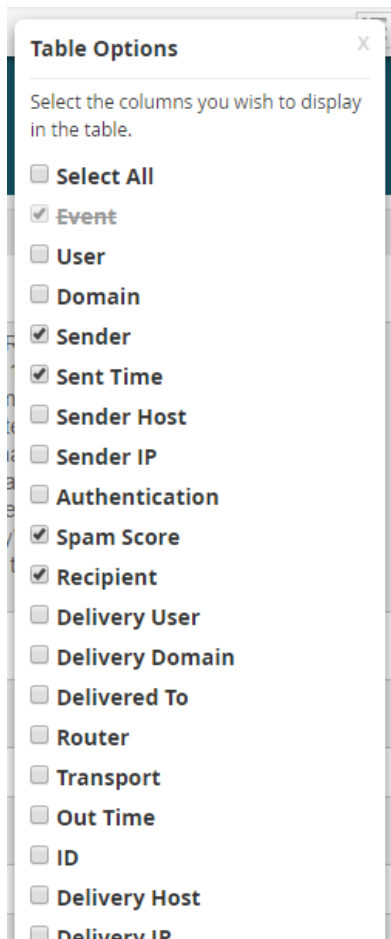 Table Options
X
Select the columns you wish to display
in the table.
Select All
Event
User
Domain
Sender
Sent Time
Sender Host
Sender IP
Authentication
Spam Score
Recipient
Delivery User
Delivery Domain
Delivered To
Router
Transport
Out Time
ID
Delivery Host
Delivery IP